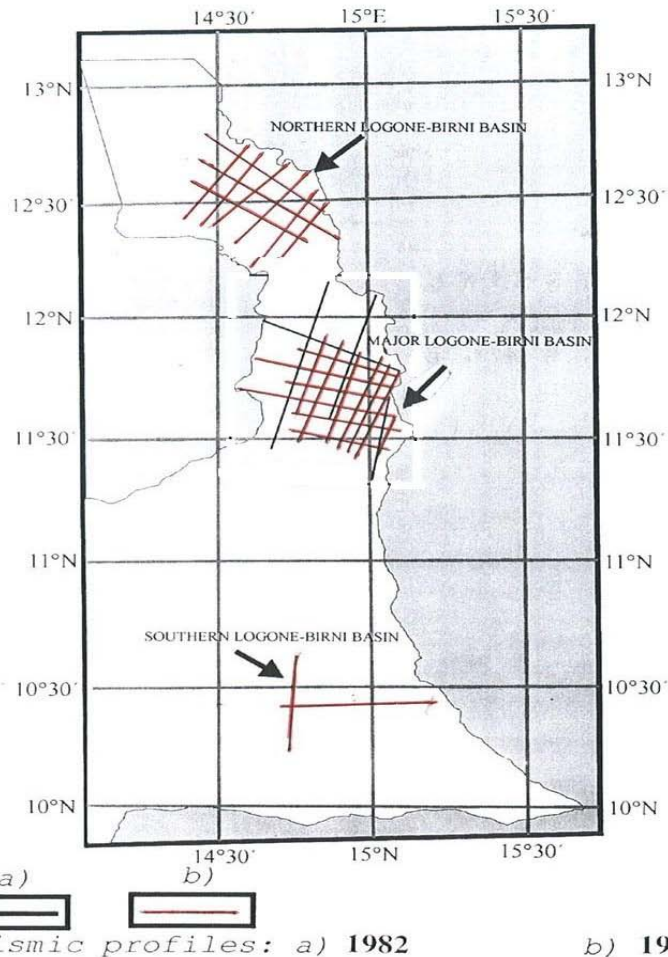 14°30´ 15°E 15°30´
13°N 13°N
NORTHERN LOGONE-BIRNI BASIN
12°30´ 12°30´
12°N 12°N
MAJOR LOGONE-BIRNI BASIN
11°30´ 11°30´
11°N 11°N
SOUTHERN LOGONE-BIRNI BASIN
10°30´ 10°30´
10°N 10°N
14°30´ 15°N 15°30´
a) b)
ismic profiles: a) 1982 b) 19